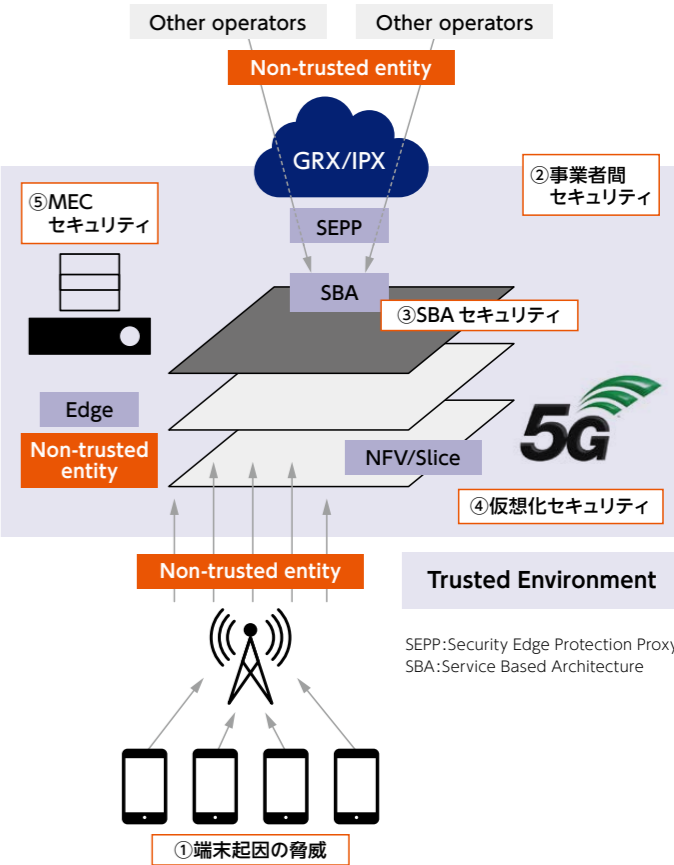 Other operators
Other operators
Non-trusted entity
GRX/IPX
②事業者間
セキュリティ
⑤MEC
セキュリティ
SEPP
SBA
③SBA セキュリティ
Edge
Non-trusted
entity
5G
NFV/Slice
④仮想化セキュリティ
Non-trusted entity
Trusted Environment
SEPP:Security Edge Protection Proxy
SBA:Service Based Architecture
①端末起因の脅威